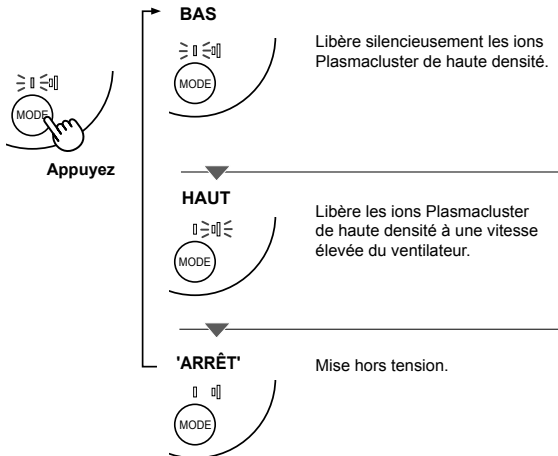 MODE
Appuyez
BAS
MODE
Libère silencieusement les ions
Plasmacluster de haute densité.
HAUT
MODE
Libère les ions Plasmacluster
de haute densité à une vitesse
élevée du ventilateur.
'ARRÊT'
MODE
Mise hors tension.